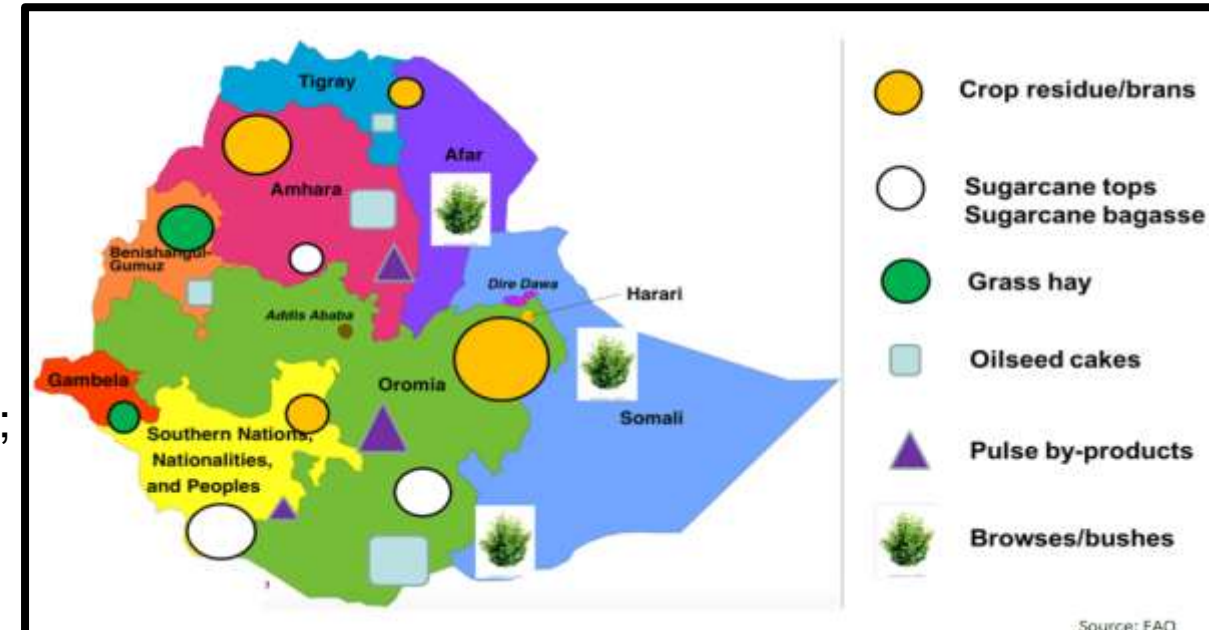 Tigray
Afar
Amhara
Benishangul-
Gumuz
Dire Dawa
Harari
Addis Ababa
Gambela
Oromia
Somali
Southern Nations,
Nationalities,
and Peoples
3
;
Crop residue/brans
Sugarcane tops
Sugarcane bagasse
Grass hay
Oilseed cakes
Pulse by-products
Browses/bushes
Source: FAO